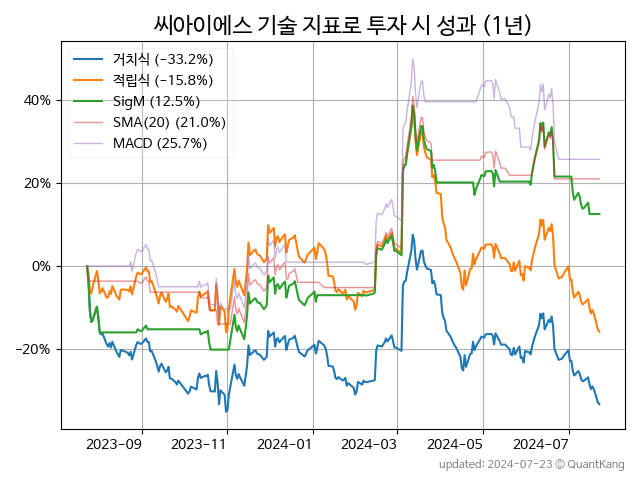 씨아이에스 기술 지표로 투자 시 성과 (1년)
거치식 (−33.2%)
적립식 (−15.8%)
SigM (12.5%)
SMA(20) (21.0%)
MACD (25.7%)
40%
20%
0%
−20%
2023-09 2023-11 2024-01 2024-03 2024-05 2024-07
updated: 2024-07-23 © QuantKang